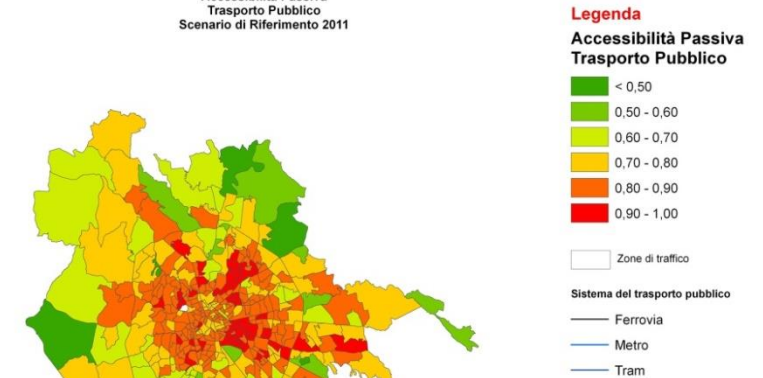 Trasporto Pubblico
Scenario di Riferimento 2011
Legenda
Accessibilità Passiva
Trasporto Pubblico
< 0,50
0,50 - 0,60
0,60 - 0,70
0,70 - 0,80
0,80 - 0,90
0,90 - 1,00
Zone di traffico
Sistema del trasporto pubblico
Ferrovia
Metro
Tram